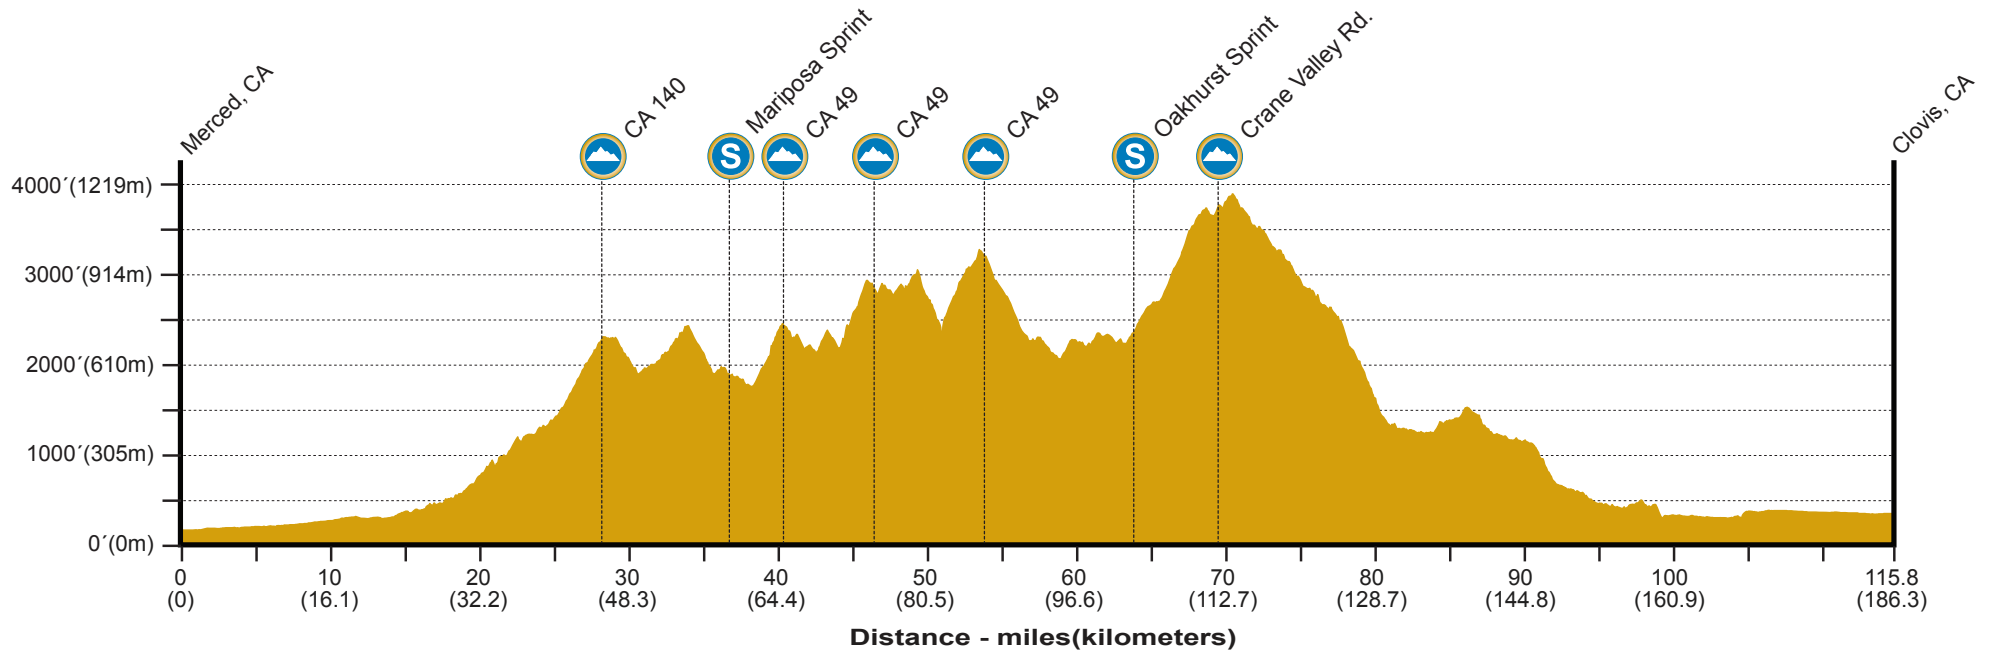 Merced, CA
CA 140
Mariposa Sprint
CA 49
CA 49
CA 49
Oakhurst Sprint
Crane Valley Rd.
Clovis, CA
S
S
4000´(1219m)
3000´(914m)
2000´(610m)
1000´(305m)
0´(0m)
0 10 20 30 40 50 60 70 80 90 100 115.8
(0) (16.1) (32.2) (48.3) (64.4) (80.5) (96.6) (112.7) (128.7) (144.8) (160.9) (186.3)
Distance - miles(kilometers)